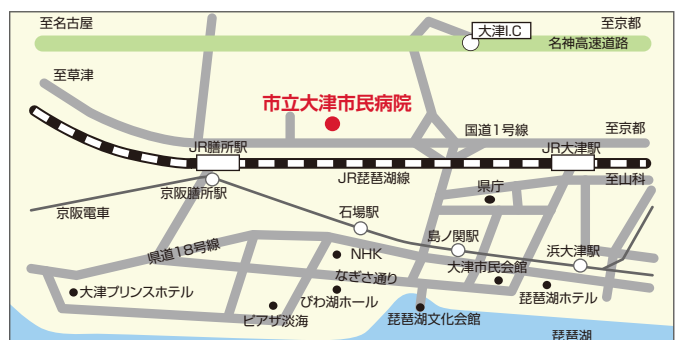 至名古屋
大津I.C
至京都
名神高速道路
至草津
市立大津市民病院
国道1号線
至京都
JR膳所駅
JR大津駅
JR琵琶湖線
至山科
京阪膳所駅
県庁
京阪電車
石場駅
島ノ関駅
県道18号線
NHK
浜大津駅
大津市民会館
なぎさ通り
大津プリンスホテル
びわ湖ホール
琵琶湖ホテル
ピアザ淡海
琵琶湖文化会館
琵琶湖